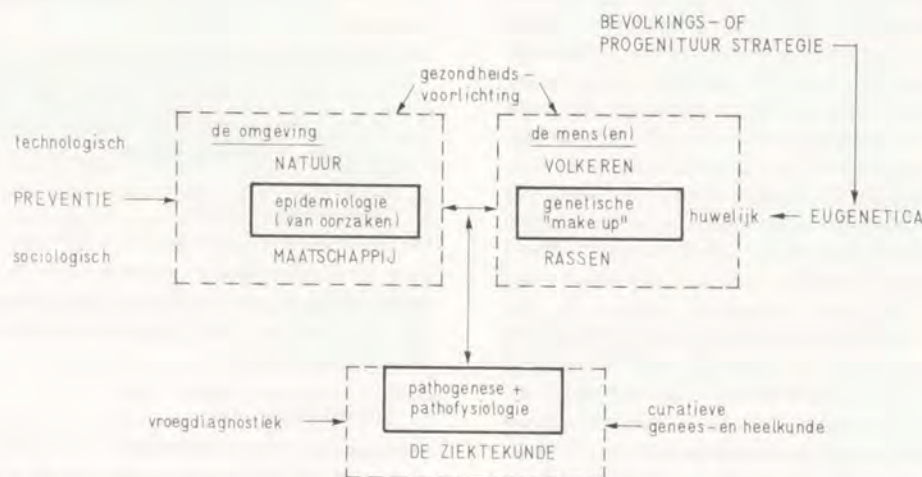 BEVOLKINGS- OF
PROGENITUUR STRATEGIE
gezondheids-
voorlichting
technologisch
PREVENTIE
sociologisch
de omgeving
NATUUR
epidemiologie
(van oorzaken)
MAATSCHAPPIJ
de mens(en)
VOLKEREN
genetische
"make up"
RASSEN
huwelijk
EUGENETICA
vroegdiagnostiek
pathogenese +
pathofysiologie
DE ZIEKTEKUNDE
curatieve
genees-en heelkunde